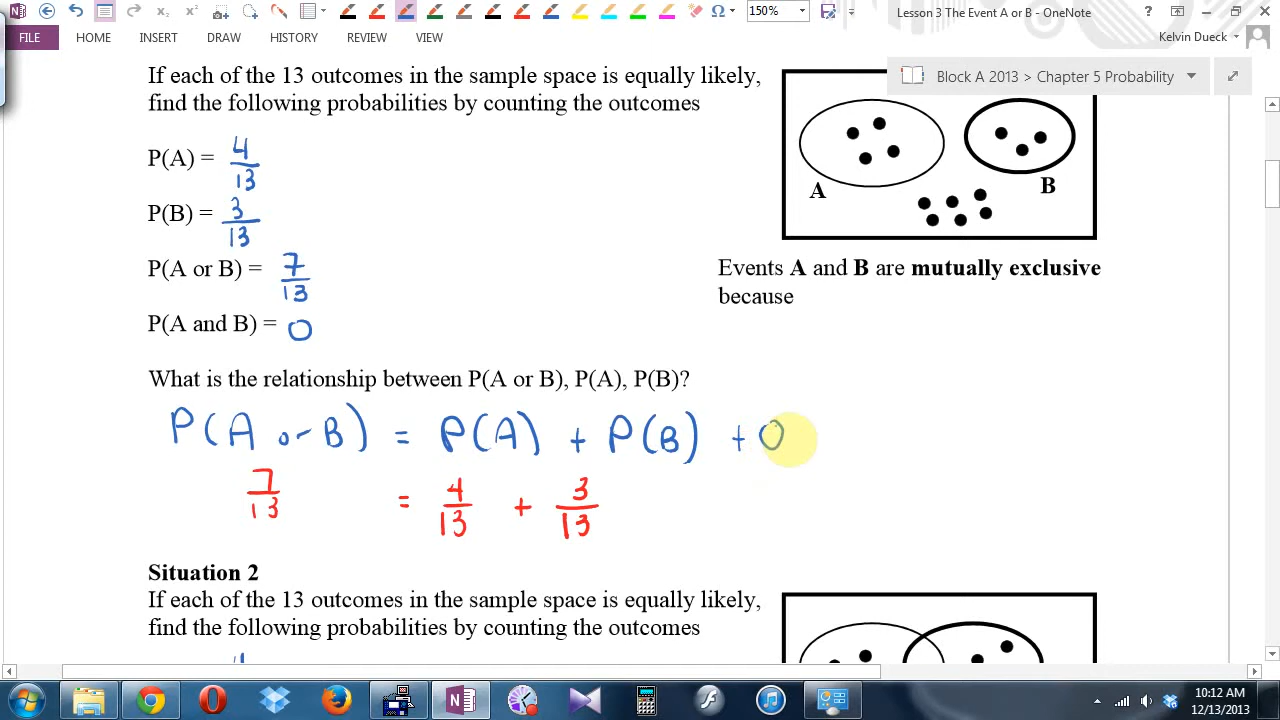 150%
Lesson 3 The Event A or B - OneNote
?
FILE
HOME
INSERT
DRAW
HISTORY
REVIEW
VIEW
Kelvin Dueck
Block A 2013 > Chapter 5 Probability
If each of the 13 outcomes in the sample space is equally likely,
find the following probabilities by counting the outcomes
P(A) = 4/13
P(B) = 3/13
P(A or B) = 7/13
P(A and B) = 0
A
B
Events A and B are mutually exclusive
because
What is the relationship between P(A or B), P(A), P(B)?
P(A or B) = P(A) + P(B) + 0
7/13 = 4/13 + 3/13
Situation 2
If each of the 13 outcomes in the sample space is equally likely,
find the following probabilities by counting the outcomes
10:12 AM
12/13/2013